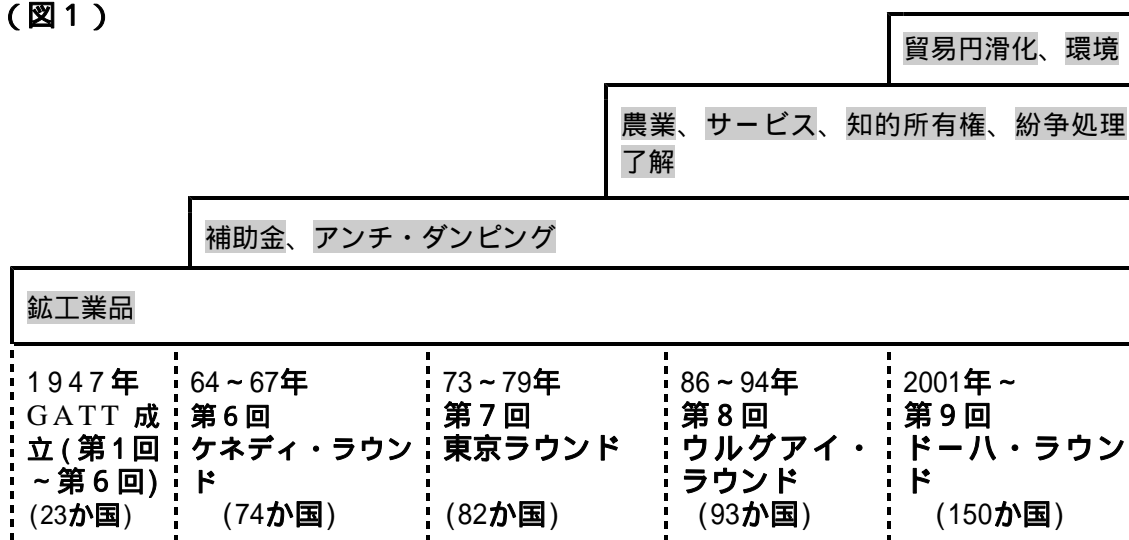 (図１)
貿易円滑化、環境
農業、サービス、知的所有権、紛争処理
了解
補助金、アンチ・ダンピング
鉱工業品
１９４７年
GATT 成
立(第１回
~第６回)
(23か国)
64~67年
第６回
ケネディ・ラウン
ド
(74か国)
73~79年
第７回
東京ラウンド
(82か国)
86~94年
第８回
ウルグアイ・
ラウンド
(93か国)
2001年~
第９回
ドーハ・ラウン
ド
(150か国)